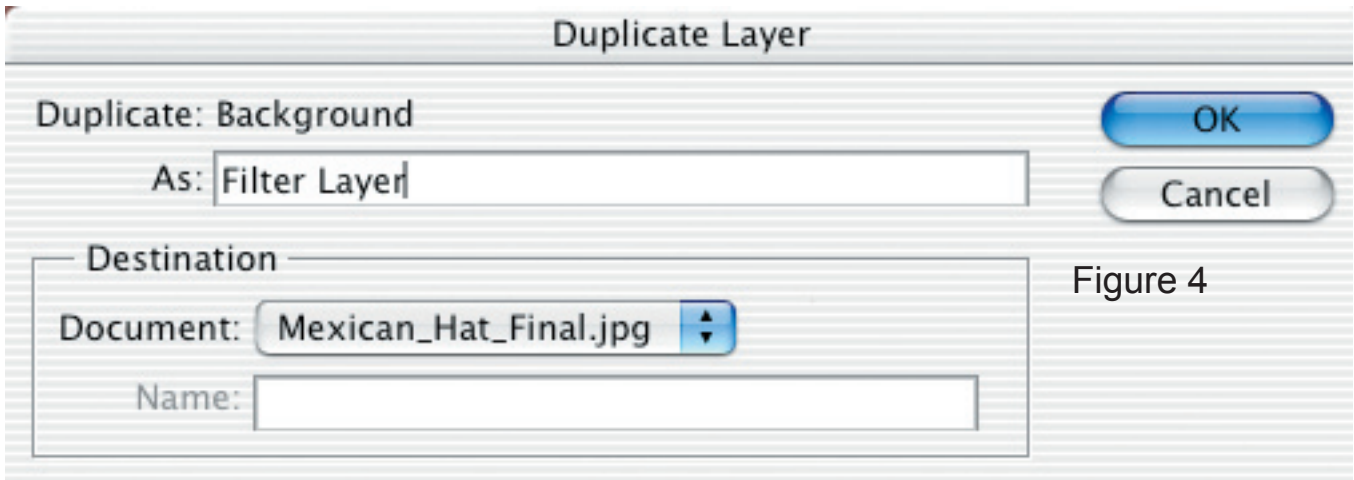 Duplicate Layer
Duplicate: Background
OK
As: Filter Layer
Cancel
Destination
Figure 4
Document: Mexican_Hat_Final.jpg
Name: